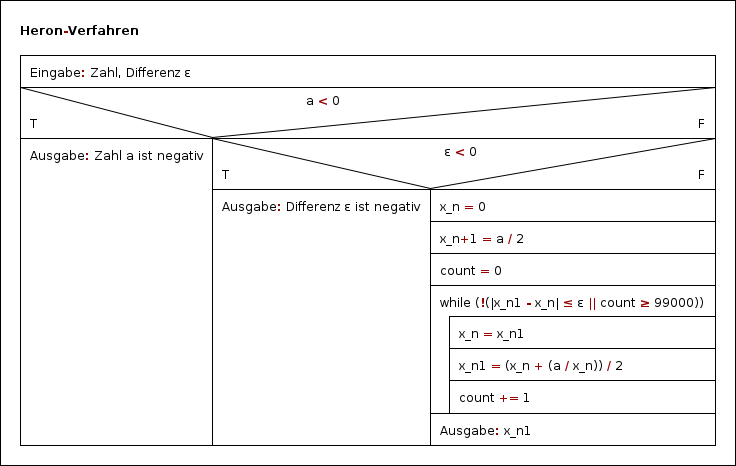 Heron-Verfahren
Eingabe: Zahl, Differenz ε
a < 0
T
F
Ausgabe: Zahl a ist negativ
ε < 0
T
F
Ausgabe: Differenz ε ist negativ
x_n = 0
x_n+1 = a / 2
count = 0
while (!(|x_n1 - x_n| ≤ ε || count ≥ 99000))
x_n = x_n1
x_n1 = (x_n + (a / x_n)) / 2
count += 1
Ausgabe: x_n1